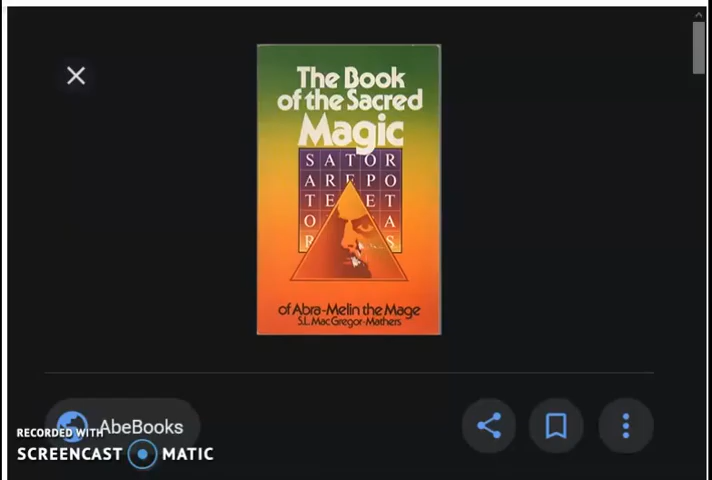 The Book
of the Sacred
Magic
S A T O R
A R E P O
T E E T
O A
R S
of Abra-Melin the Mage
S.L. MacGregor-Mathers
AbeBooks
RECORDED WITH
SCREENCAST MATIC